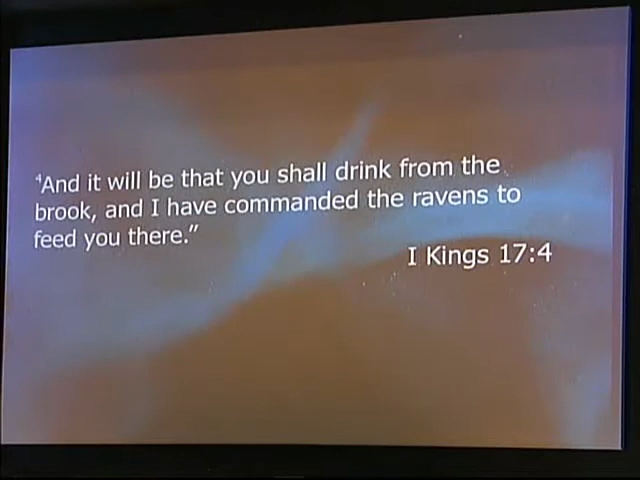 ⁴And it will be that you shall drink from the
brook, and I have commanded the ravens to
feed you there.”
I Kings 17:4